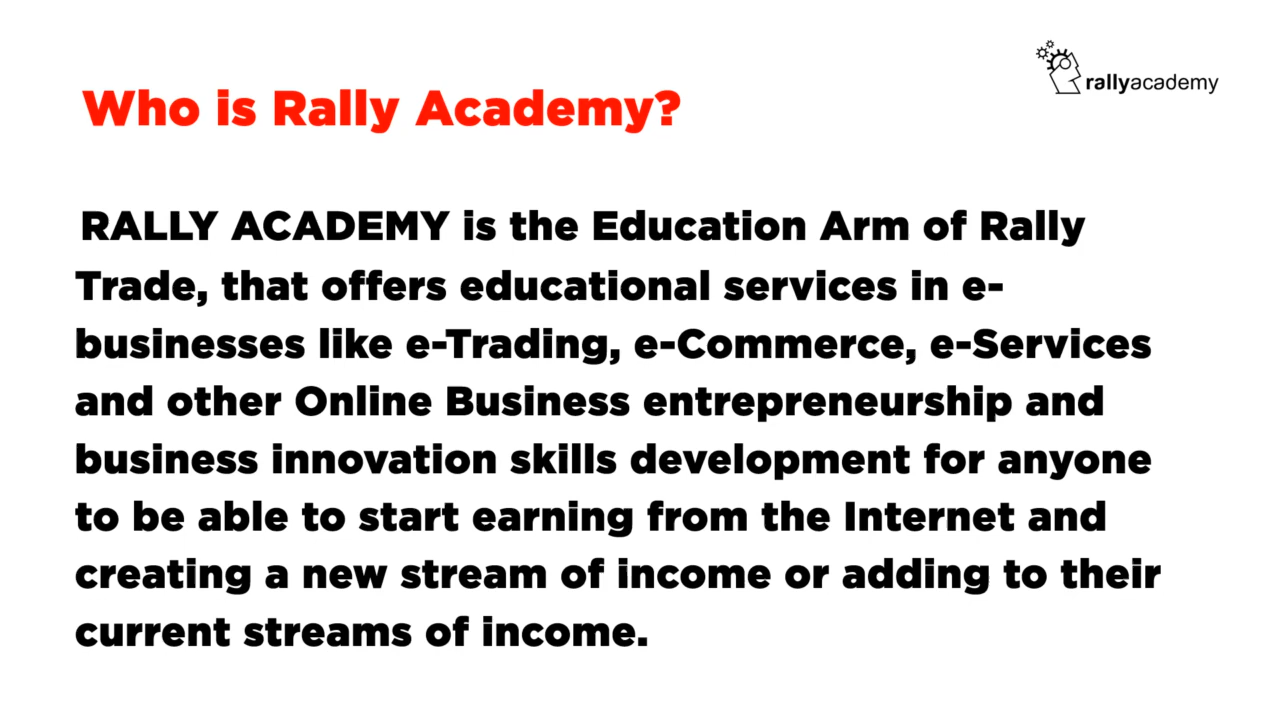 rallyacademy
Who is Rally Academy?
RALLY ACADEMY is the Education Arm of Rally
Trade, that offers educational services in e-
businesses like e-Trading, e-Commerce, e-Services
and other Online Business entrepreneurship and
business innovation skills development for anyone
to be able to start earning from the Internet and
creating a new stream of income or adding to their
current streams of income.